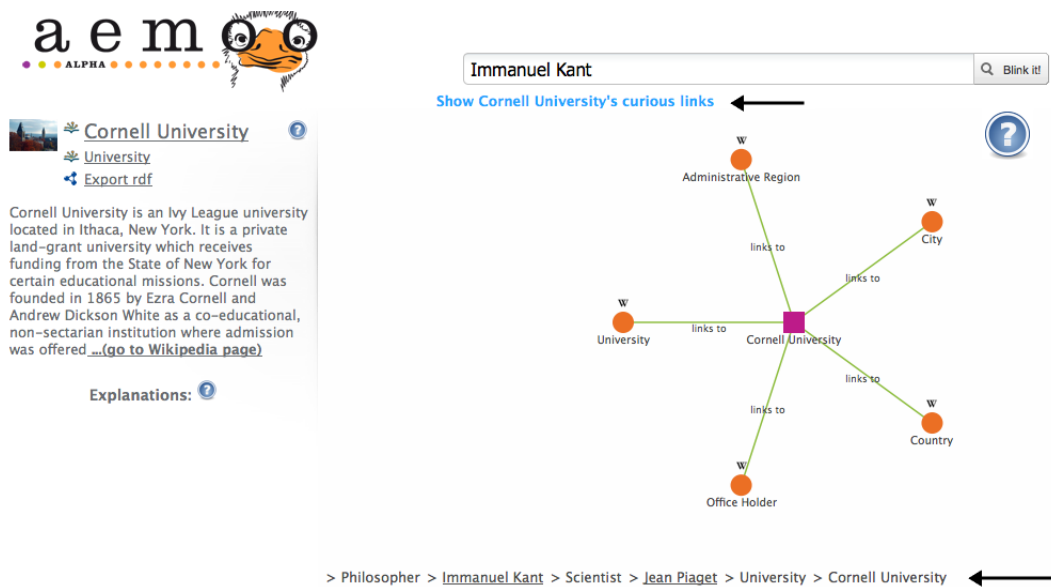 aemoo
ALPHA
Immanuel Kant
Blink it!
Show Cornell University's curious links
Cornell University
University
Export rdf
Cornell University is an Ivy League university
located in Ithaca, New York. It is a private
land-grant university which receives
funding from the State of New York for
certain educational missions. Cornell was
founded in 1865 by Ezra Cornell and
Andrew Dickson White as a co-educational,
non-sectarian institution where admission
was offered ...(go to Wikipedia page)
Explanations: ?
?
?
W
Administrative Region
links to
W
City
links to
W
University
links to
Cornell University
links to
W
Country
links to
W
Office Holder
> Philosopher > Immanuel Kant > Scientist > Jean Piaget > University > Cornell University